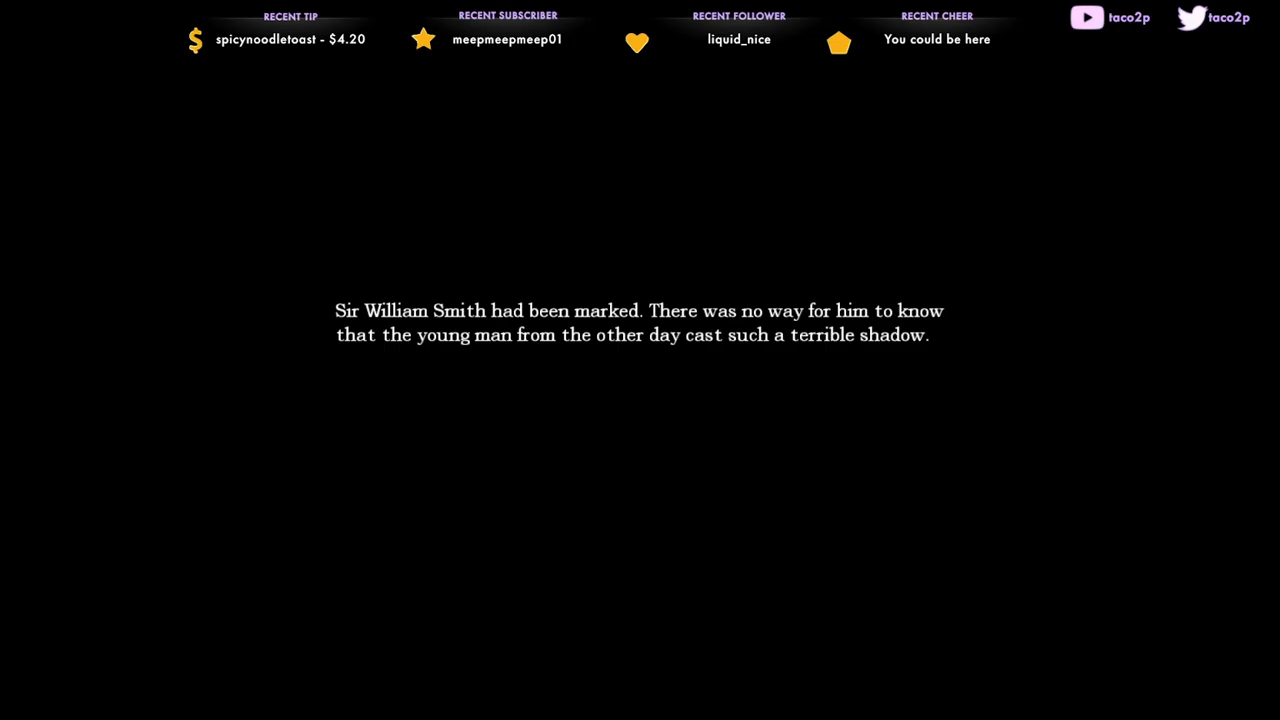 RECENT TIP
spicynoodletoast - $4.20
RECENT SUBSCRIBER
meepmeepmeep01
RECENT FOLLOWER
liquid_nice
RECENT CHEER
You could be here
taco2p
taco2p
Sir William Smith had been marked. There was no way for him to know
that the young man from the other day cast such a terrible shadow.